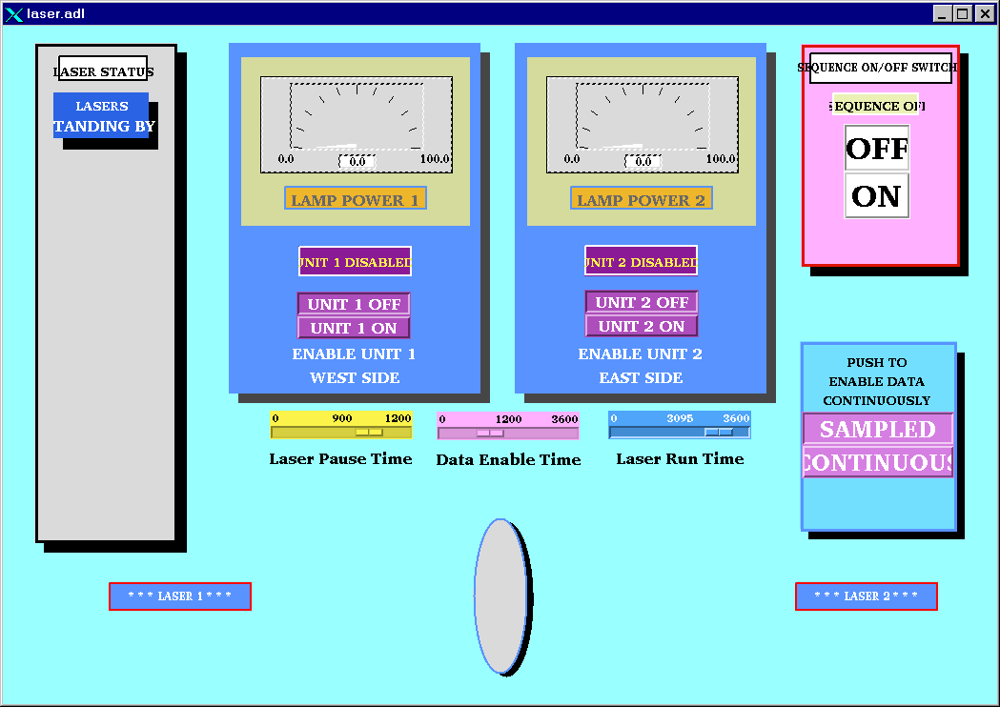 laser.adl
LASER STATUS
LASERS
TANDING BY
0.0
0.0
100.0
LAMP POWER 1
UNIT 1 DISABLED
UNIT 1 OFF
UNIT 1 ON
ENABLE UNIT 1
WEST SIDE
0.0
0.0
100.0
LAMP POWER 2
UNIT 2 DISABLED
UNIT 2 OFF
UNIT 2 ON
ENABLE UNIT 2
EAST SIDE
SEQUENCE ON/OFF SWITCH
SEQUENCE OFF
OFF
ON
0 900 1200
Laser Pause Time
0 1200 3600
Data Enable Time
0 3095 3600
Laser Run Time
PUSH TO
ENABLE DATA
CONTINUOUSLY
SAMPLED
CONTINUOUS
* * * LASER 1 * * *
* * * LASER 2 * * *